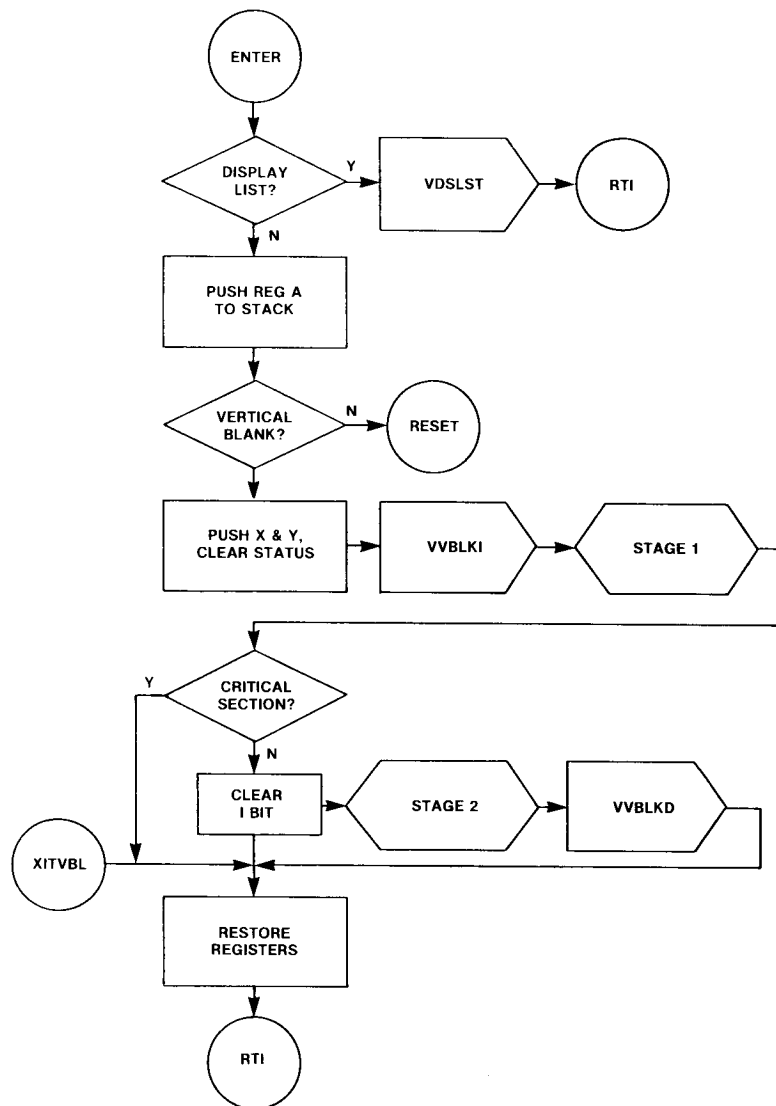 ENTER
DISPLAY
LIST?
Y
VDSLST
RTI
N
PUSH REG A
TO STACK
VERTICAL
BLANK?
N
RESET
PUSH X & Y,
CLEAR STATUS
VVBLKI
STAGE 1
CRITICAL
SECTION?
Y
N
CLEAR
I BIT
STAGE 2
VVBLKD
XITVBL
RESTORE
REGISTERS
RTI